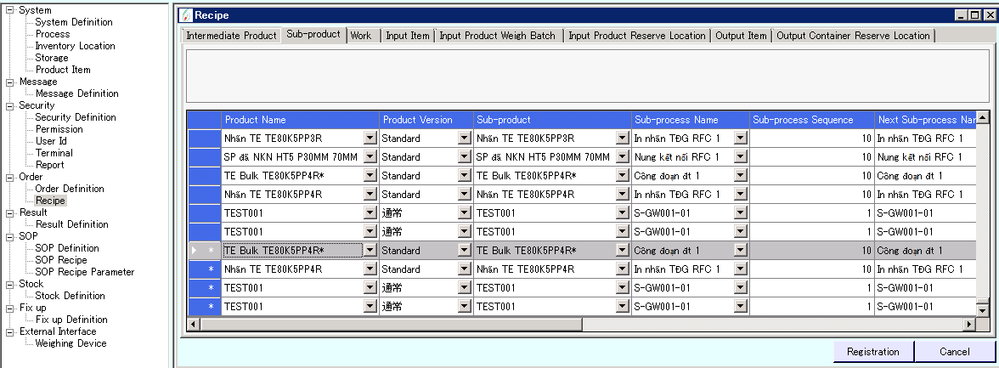 System
System Definition
Process
Inventory Location
Storage
Product Item
Message
Message Definition
Security
Security Definition
Permission
User Id
Terminal
Report
Order
Order Definition
Recipe
Result
Result Definition
SOP
SOP Definition
SOP Recipe
SOP Recipe Parameter
Stock
Stock Definition
Fix up
Fix up Definition
External Interface
Weighing Device
Recipe
Intermediate Product Sub-product Work Input Item Input Product Weigh Batch Input Product Reserve Location Output Item Output Container Reserve Location
Product Name Product Version Sub-product Sub-process Name Sub-process Sequence Next Sub-process Nar
Nhãn TE TE80K5PP3R Standard Nhãn TE TE80K5PP3R In nhãn TĐG RFC 1 10 In nhãn TĐG RFC 1
SP đã NKN HT5 P30MM 70MM Standard SP đã NKN HT5 P30MM 70MM Nung kết nối RFC 1 10 Nung kết nối RFC 1
TE Bulk TE80K5PP4R* Standard TE Bulk TE80K5PP4R* Công đoạn đt 1 10 Công đoạn đt 1
Nhãn TE TE80K5PP4R Standard Nhãn TE TE80K5PP4R In nhãn TĐG RFC 1 10 In nhãn TĐG RFC 1
TEST001 通常 TEST001 S-GW001-01 1 S-GW001-01
TEST001 通常 TEST001 S-GW001-01 1 S-GW001-01
* TE Bulk TE80K5PP4R* Standard TE Bulk TE80K5PP4R* Công đoạn đt 1 10 Công đoạn đt 1
* Nhãn TE TE80K5PP4R Standard Nhãn TE TE80K5PP4R In nhãn TĐG RFC 1 10 In nhãn TĐG RFC 1
* TEST001 通常 TEST001 S-GW001-01 1 S-GW001-01
* TEST001 通常 TEST001 S-GW001-01 1 S-GW001-01
Registration Cancel